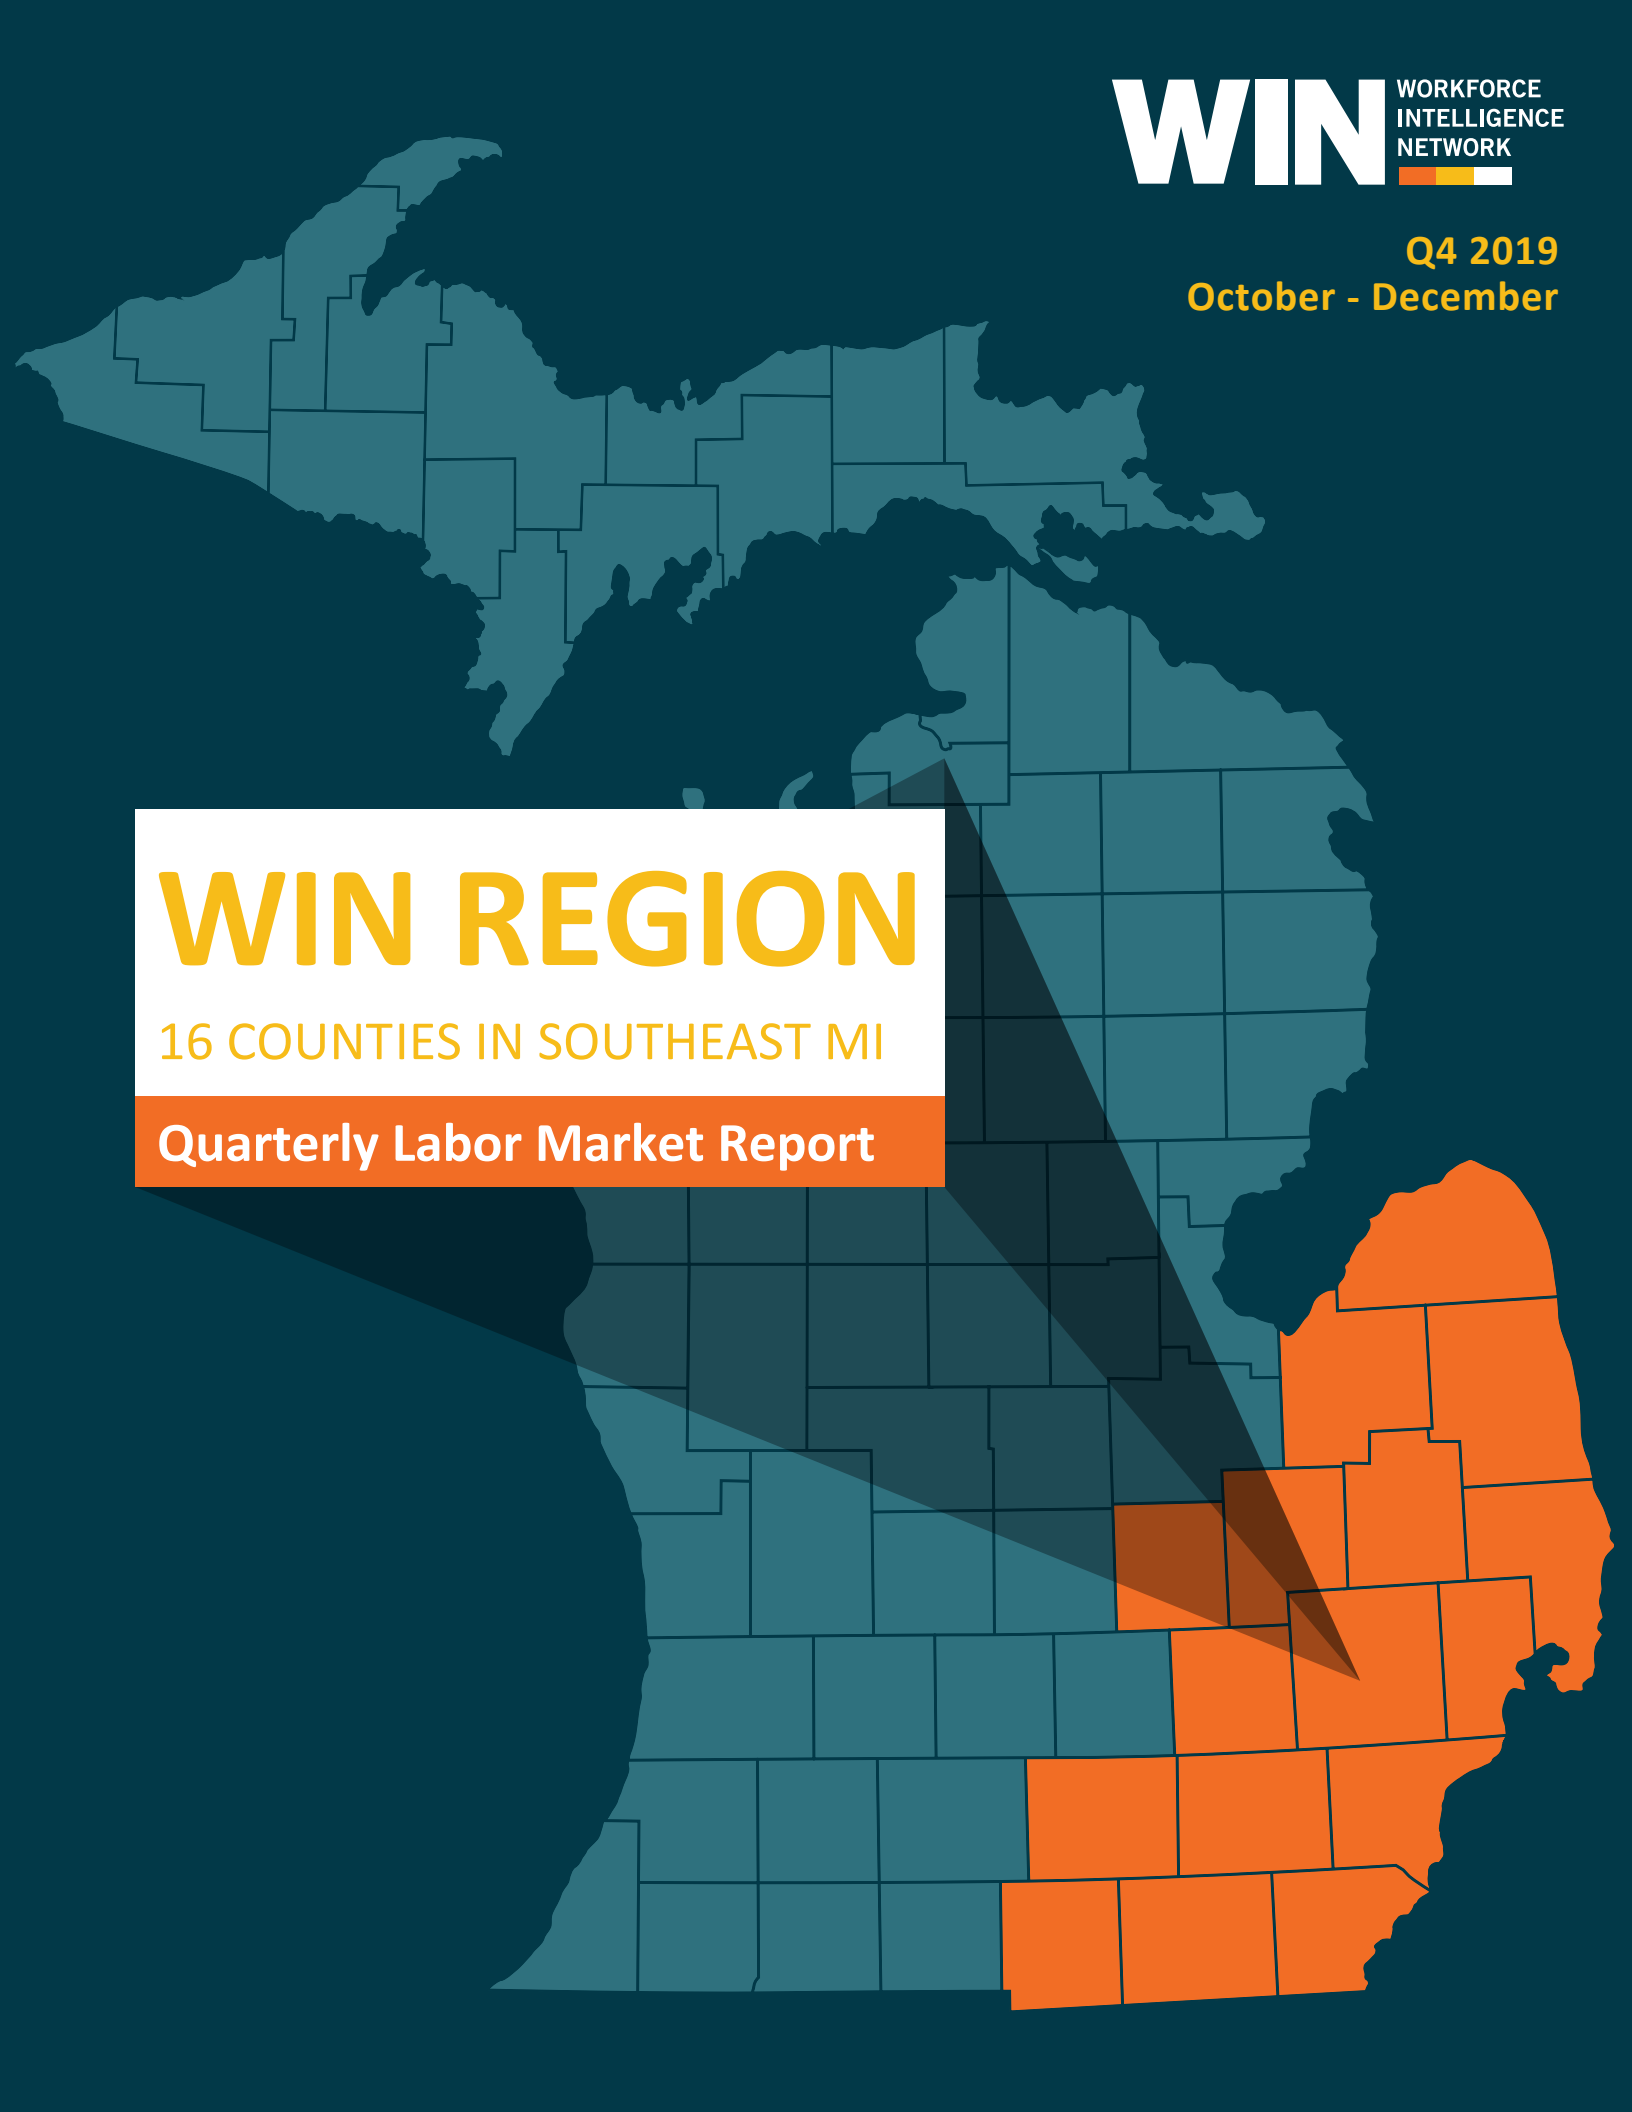 WIN
WORKFORCE
INTELLIGENCE
NETWORK
Q4 2019
October - December
WIN REGION
16 COUNTIES IN SOUTHEAST MI
Quarterly Labor Market Report